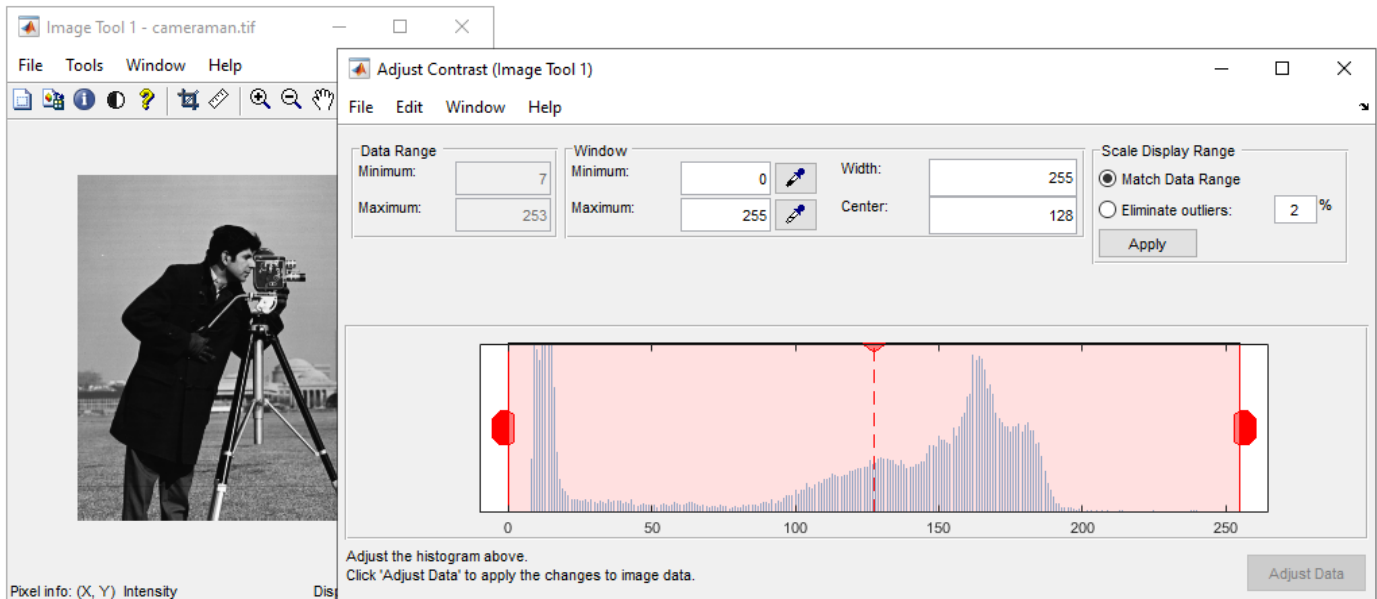 Image Tool 1 - cameraman.tif
File Tools Window Help
Adjust Contrast (Image Tool 1)
File Edit Window Help
Data Range
Minimum: 7
Maximum: 253
Window
Minimum: 0
Maximum: 255
Width: 255
Center: 128
Scale Display Range
Match Data Range
Eliminate outliers: 2 %
Apply
0 50 100 150 200 250
Adjust the histogram above.
Click 'Adjust Data' to apply the changes to image data.
Adjust Data
Pixel info: (X, Y) Intensity
Disp